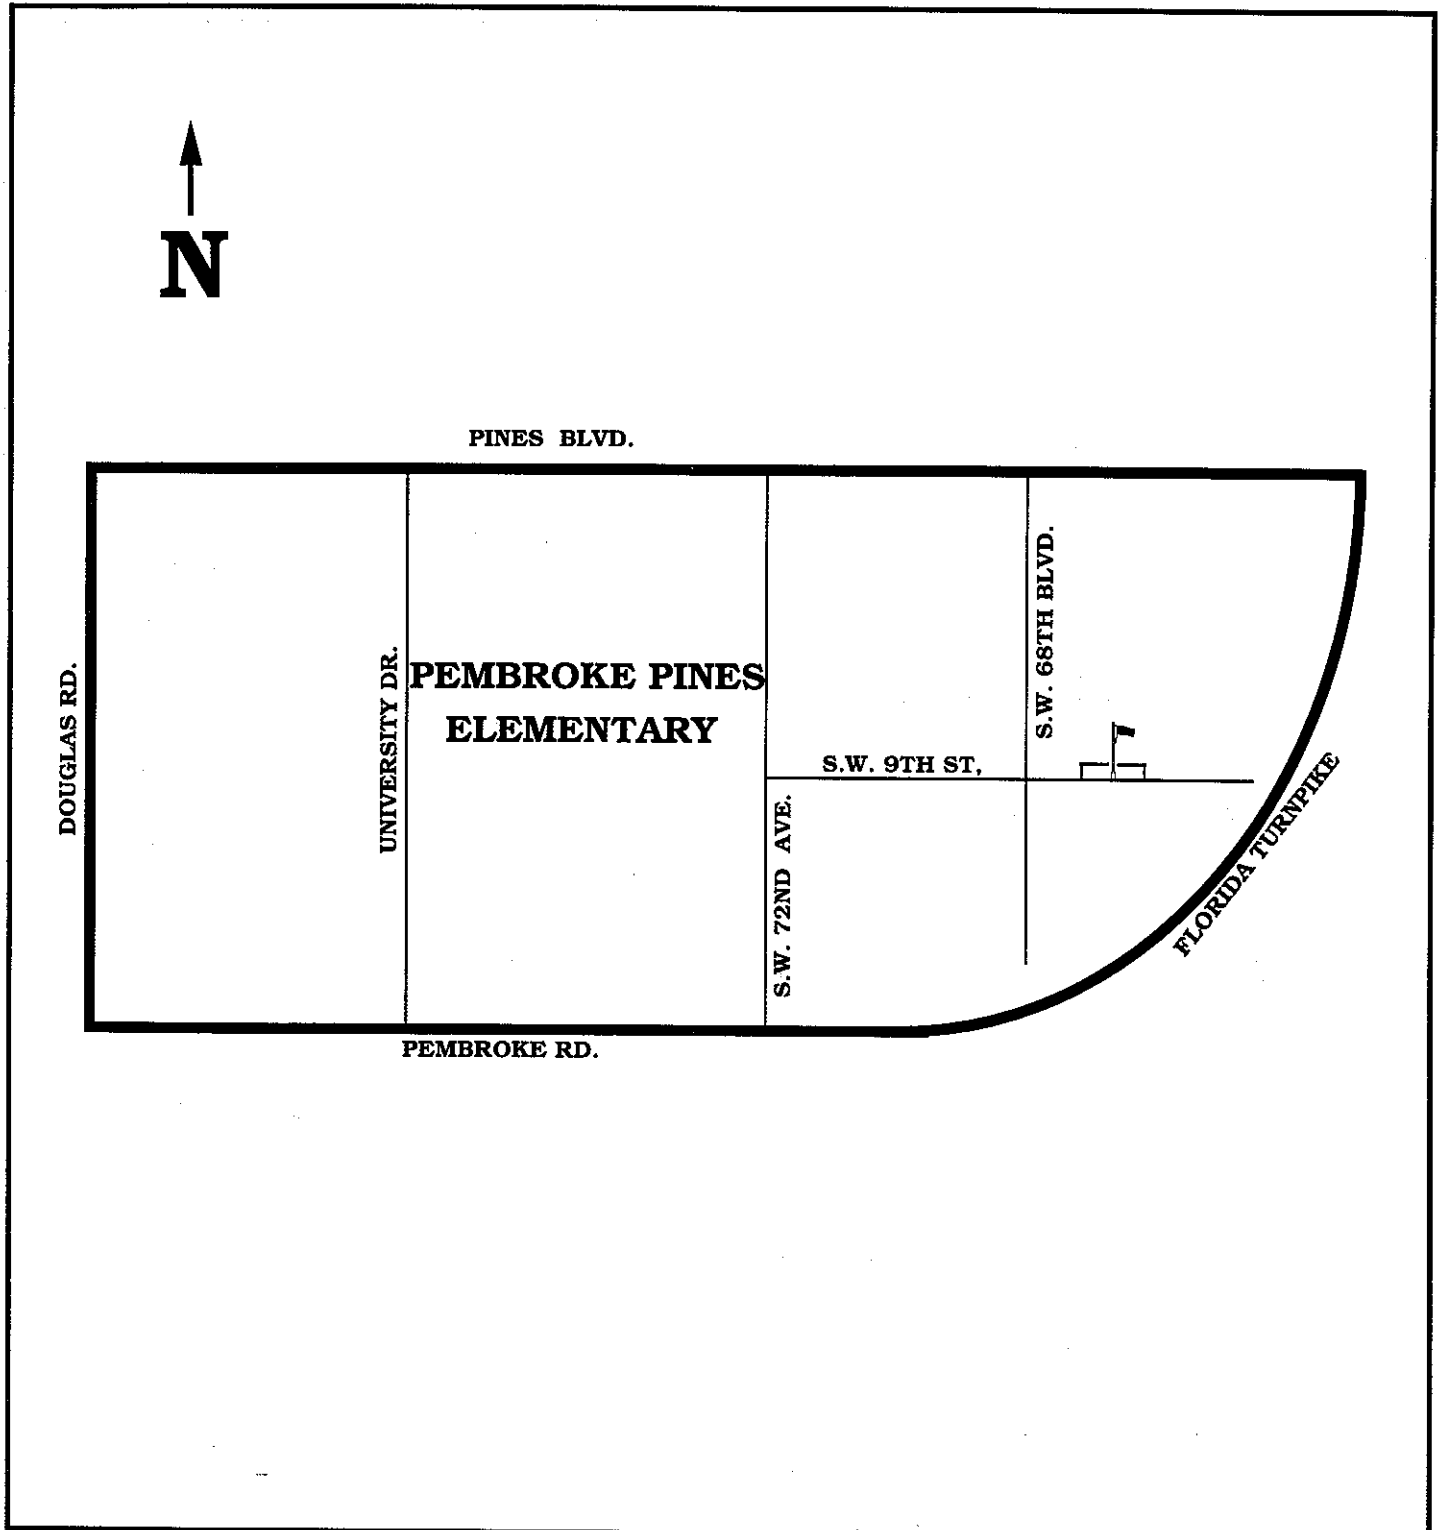 N
PINES BLVD.
S.W. 68TH BLVD.
DOUGLAS RD.
UNIVERSITY DR.
PEMBROKE PINES
ELEMENTARY
S.W. 9TH ST,
S.W. 72ND AVE.
FLORIDA TURNPIKE
PEMBROKE RD.